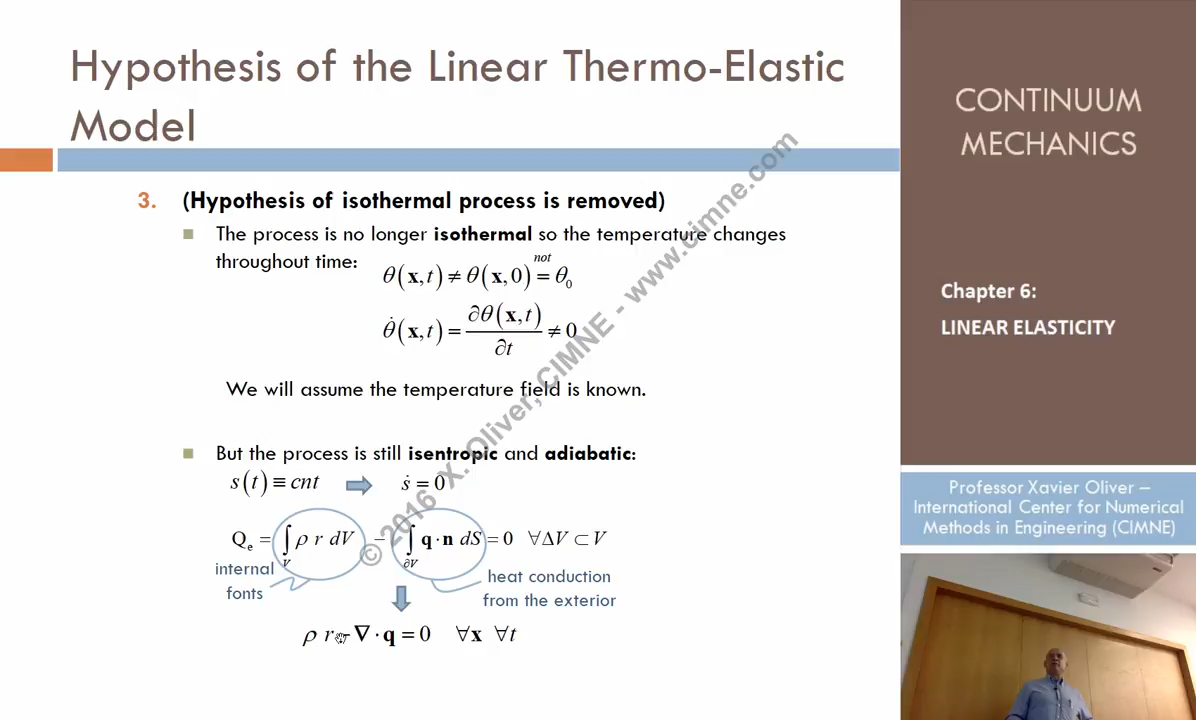 Hypothesis of the Linear Thermo-Elastic
Model
3. (Hypothesis of isothermal process is removed)
The process is no longer isothermal so the temperature changes
throughout time:
θ(x,t) ≠ θ(x,0) not= θ₀
θ̇(x,t) = ∂θ(x,t)/∂t ≠ 0
We will assume the temperature field is known.
But the process is still isentropic and adiabatic:
s(t) ≡ cnt ⇒ ṡ = 0
Qₑ = ∫_V ρ r dV − ∫_∂V q · n dS = 0 ∀ΔV ⊂ V
internal
fonts
heat conduction
from the exterior
ρ r − ∇ · q = 0 ∀x ∀t
© 2016 X. Oliver, CIMNE - www.cimne.com
CONTINUUM
MECHANICS
Chapter 6:
LINEAR ELASTICITY
Professor Xavier Oliver –
International Center for Numerical
Methods in Engineering (CIMNE)